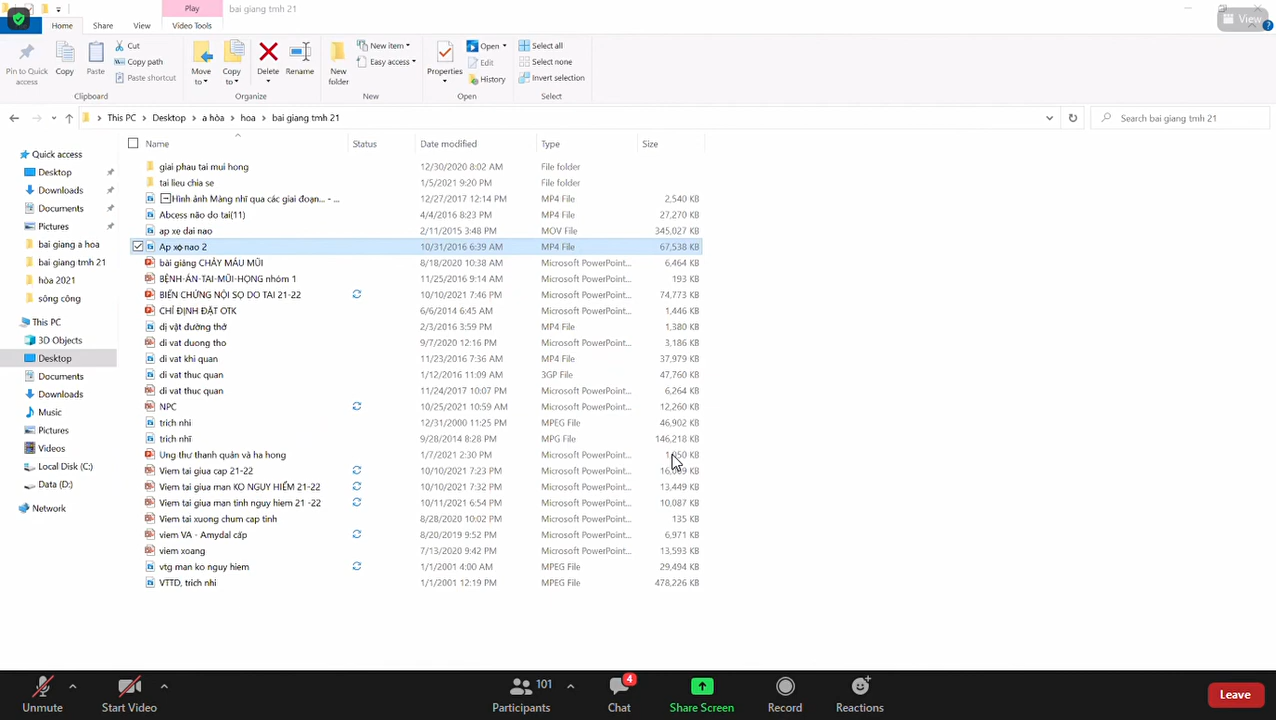 Play
bai giang tmh 21
View
Home
Share
View
Video Tools
Pin to Quick access
Copy
Paste
Cut
Copy path
Paste shortcut
Clipboard
Move to
Copy to
Delete
Rename
Organize
New folder
New item
Easy access
New
Properties
Open
Edit
History
Open
Select all
Select none
Invert selection
Select
This PC > Desktop > a hòa > hoa > bai giang tmh 21
Search bai giang tmh 21
Name Status Date modified Type Size
Quick access
Desktop
Downloads
Documents
Pictures
bai giang a hoa
bai giang tmh 21
hòa 2021
sông công
This PC
3D Objects
Desktop
Documents
Downloads
Music
Pictures
Videos
Local Disk (C:)
Data (D:)
Network
giai phau tai mui hong 12/30/2020 8:02 AM File folder
tai lieu chia se 1/5/2021 9:20 PM File folder
Hình ảnh Màng nhĩ qua các giai đoạn... - ... 12/27/2017 12:14 PM MP4 File 2,540 KB
Abcess não do tai(11) 4/4/2016 8:23 PM MP4 File 27,270 KB
ap xe dai nao 2/11/2015 3:48 PM MOV File 345,027 KB
Ap xe nao 2 10/31/2016 6:39 AM MP4 File 67,538 KB
bài giảng CHẢY MÁU MŨI 8/18/2020 10:38 AM Microsoft PowerPoint... 6,464 KB
BỆNH-ÁN-TAI-MŨI-HỌNG nhóm 1 11/25/2016 9:14 AM Microsoft PowerPoint... 193 KB
BIẾN CHỨNG NỘI SỌ DO TAI 21-22 10/10/2021 7:46 PM Microsoft PowerPoint... 74,773 KB
CHỈ ĐỊNH ĐẶT OTK 6/6/2014 6:45 AM Microsoft PowerPoint... 1,446 KB
dị vật đường thở 2/3/2016 3:59 PM MP4 File 1,380 KB
di vat duong tho 9/7/2020 12:16 PM Microsoft PowerPoint... 3,186 KB
di vat khi quan 11/23/2016 7:36 AM MP4 File 37,979 KB
di vat thuc quan 1/12/2016 11:09 AM 3GP File 47,760 KB
di vat thuc quan 11/24/2017 10:07 PM Microsoft PowerPoint... 6,264 KB
NPC 10/25/2021 10:59 AM Microsoft PowerPoint... 12,260 KB
trich nhi 12/31/2000 11:25 PM MPEG File 46,902 KB
trích nhĩ 9/28/2014 8:28 PM MPG File 146,218 KB
Ung thư thanh quản và ha hong 1/7/2021 2:30 PM Microsoft PowerPoint... KB
Viem tai giua cap 21-22 10/10/2021 7:23 PM Microsoft PowerPoint... KB
Viem tai giua man KO NGUY HIỂM 21-22 10/10/2021 7:32 PM Microsoft PowerPoint... 13,449 KB
Viem tai giua man tinh nguy hiem 21 -22 10/11/2021 6:54 PM Microsoft PowerPoint... 10,087 KB
Viem tai xuong chum cap tinh 8/28/2020 10:02 PM Microsoft PowerPoint... 135 KB
viem VA - Amydal cấp 8/20/2019 9:52 PM Microsoft PowerPoint... 6,971 KB
viem xoang 7/13/2020 9:42 PM Microsoft PowerPoint... 13,593 KB
vtg man ko nguy hiem 1/1/2001 4:00 AM MPEG File 29,494 KB
VTTD, trich nhi 1/1/2001 12:19 PM MPEG File 478,226 KB
Unmute
Start Video
Participants 101
Chat 4
Share Screen
Record
Reactions
Leave